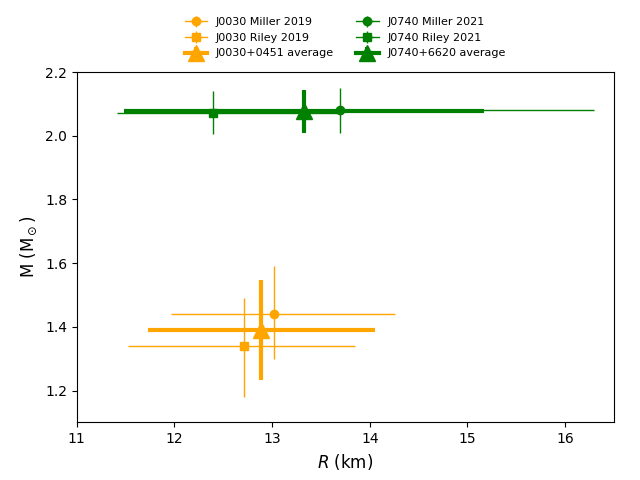 J0030 Miller 2019
J0030 Riley 2019
J0030+0451 average
J0740 Miller 2021
J0740 Riley 2021
J0740+6620 average
2.2
2.0
1.8
1.6
1.4
1.2
M (M⊙)
11 12 13 14 15 16
R (km)